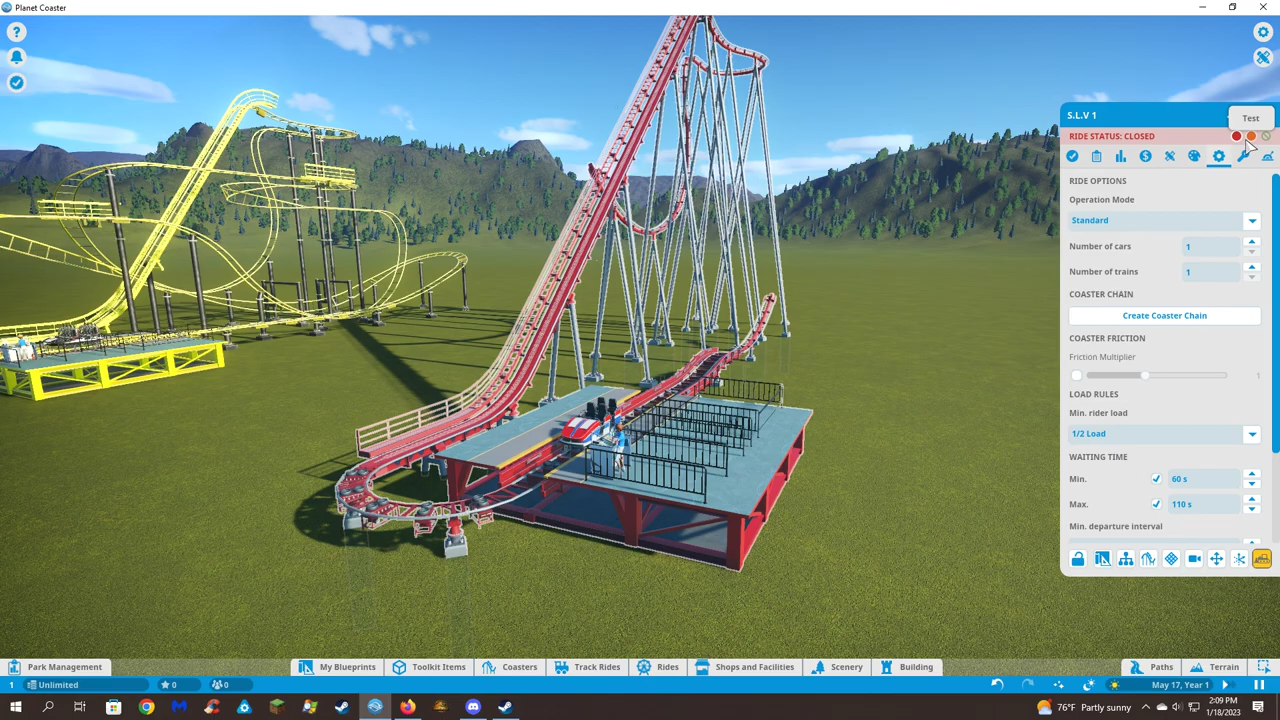 Planet Coaster
?
S.L.V 1
Test
RIDE STATUS: CLOSED
RIDE OPTIONS
Operation Mode
Standard
Number of cars 1
Number of trains 1
COASTER CHAIN
Create Coaster Chain
COASTER FRICTION
Friction Multiplier
1
LOAD RULES
Min. rider load
1/2 Load
WAITING TIME
Min. 60 s
Max. 110 s
Min. departure interval
Park Management
My Blueprints
Toolkit Items
Coasters
Track Rides
Rides
Shops and Facilities
Scenery
Building
Paths
Terrain
1 Unlimited 0 0
May 17, Year 1
76°F Partly sunny
2:09 PM
1/18/2023